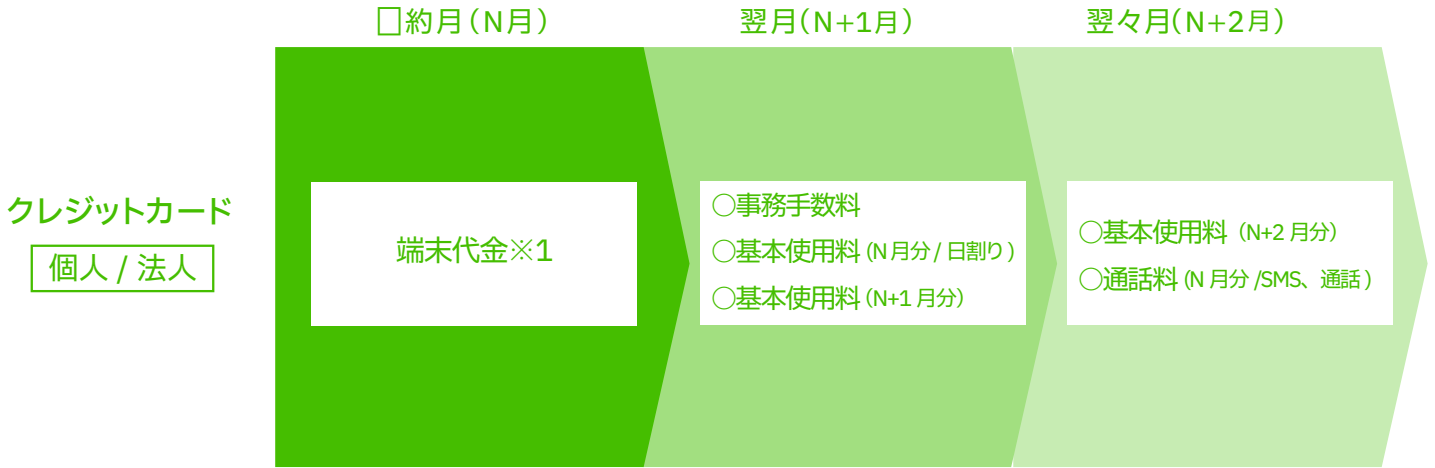 □約月(N月)
翌月(N+1月)
翌々月(N+2月)
クレジットカード
個人 / 法人
端末代金※1
○事務手数料
○基本使用料 (N 月分 / 日割り )
○基本使用料 (N+1 月分)
○基本使用料 (N+2 月分)
○通話料 (N 月分 /SMS、通話 )